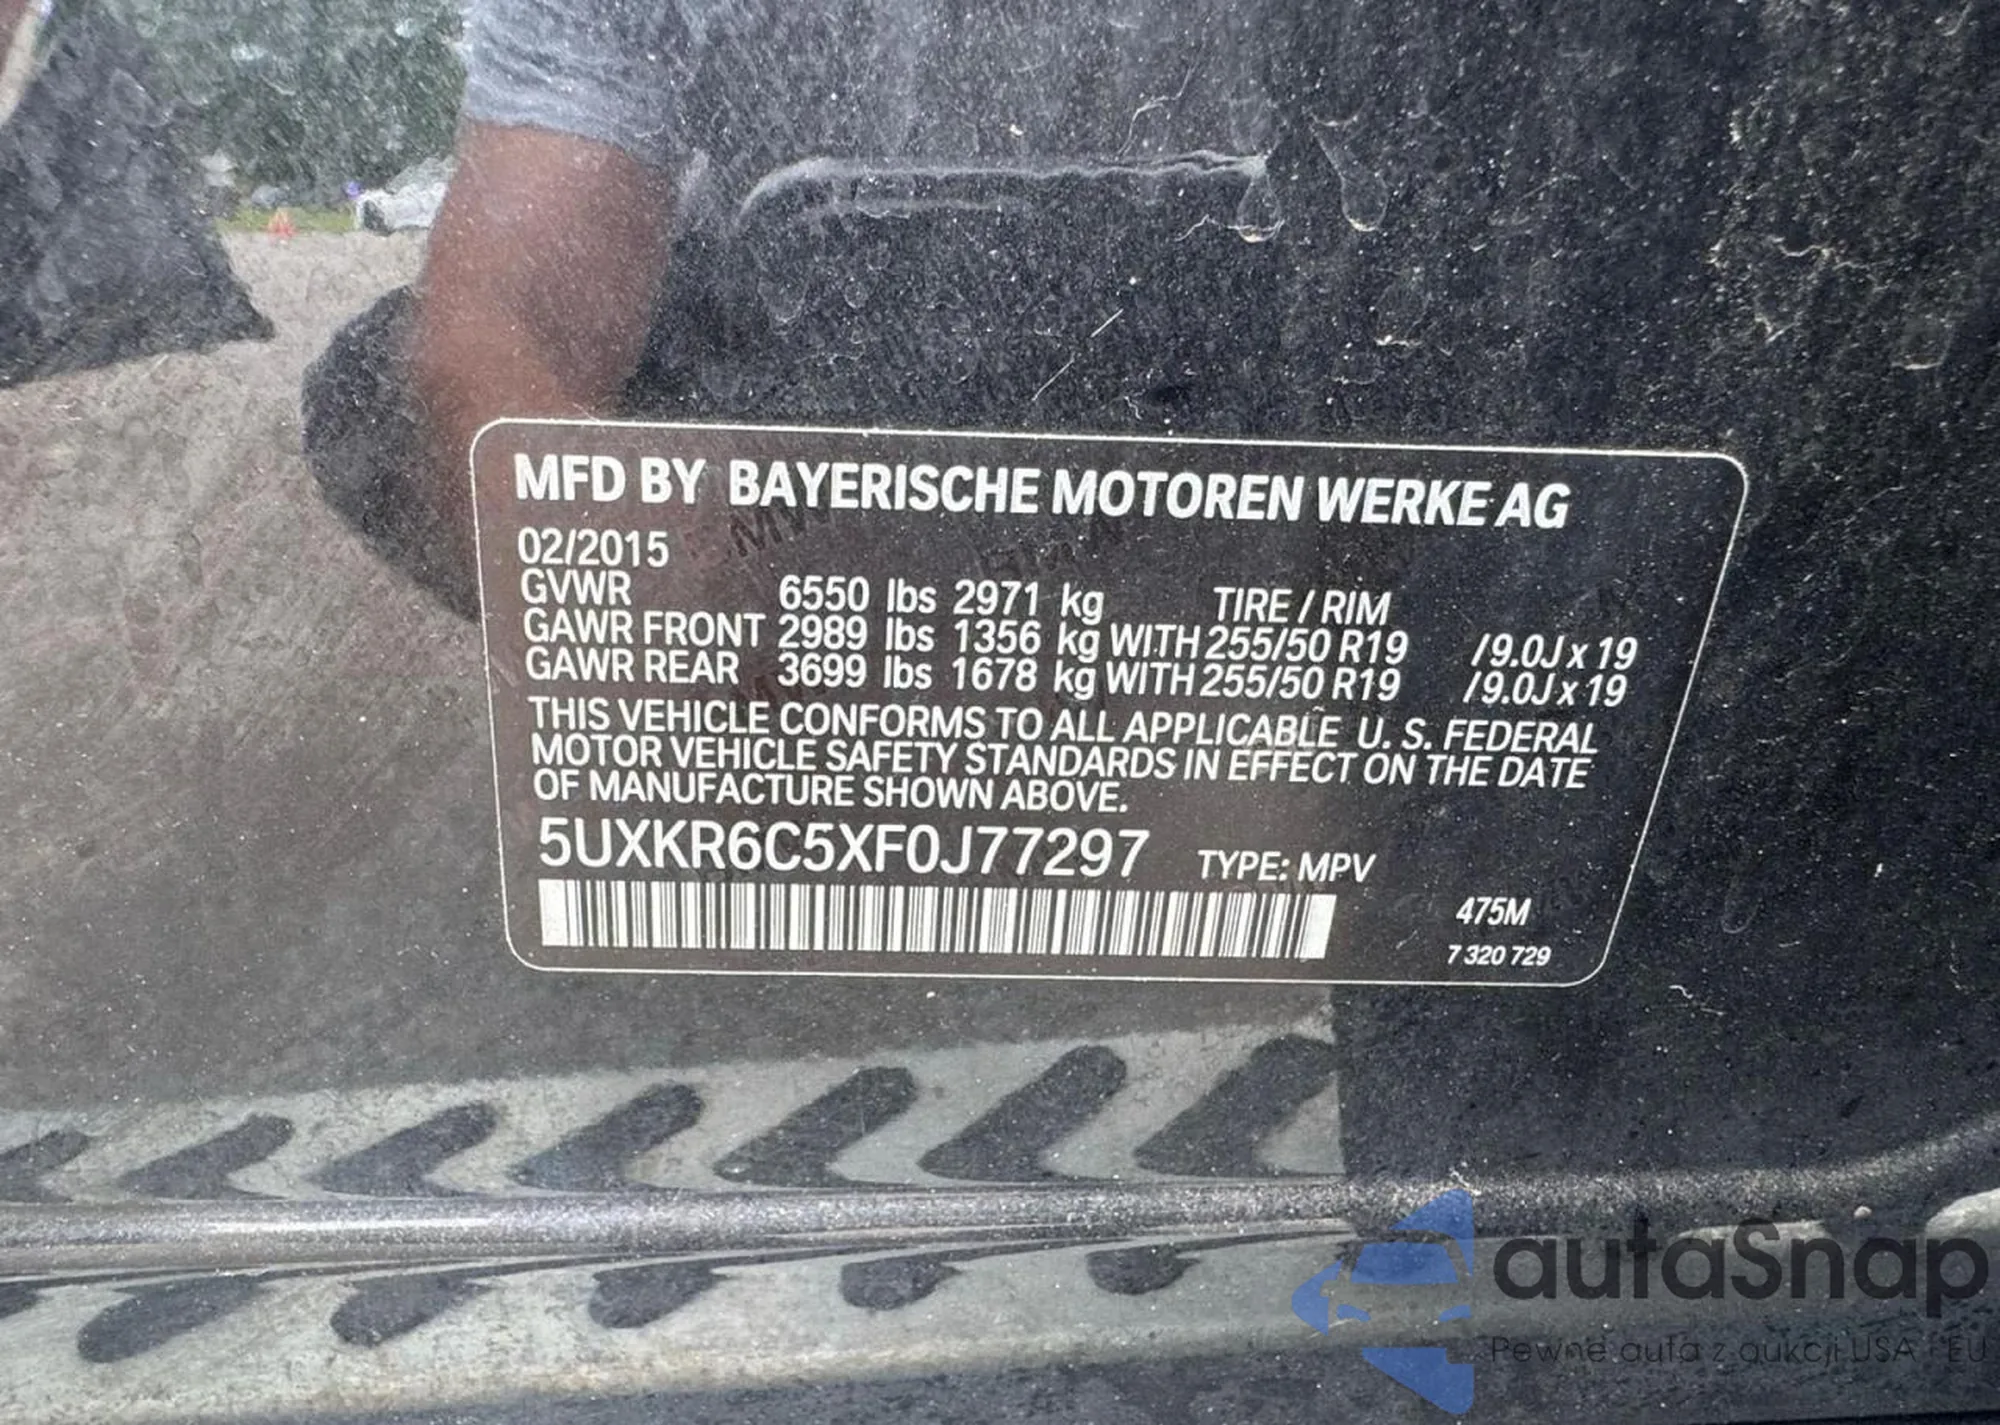 MFD BY BAYERISCHE MOTOREN WERKE AG
02/2015
GVWR 6550 lbs 2971 kg TIRE / RIM
GAWR FRONT 2989 lbs 1356 kg WITH 255/50 R19 /9.0J x 19
GAWR REAR 3699 lbs 1678 kg WITH 255/50 R19 /9.0J x 19
THIS VEHICLE CONFORMS TO ALL APPLICABLE U. S. FEDERAL
MOTOR VEHICLE SAFETY STANDARDS IN EFFECT ON THE DATE
OF MANUFACTURE SHOWN ABOVE.
5UXKR6C5XF0J77297 TYPE: MPV
475M
7 320 729
autaSnap
Pewne auta z aukcji USA i EU